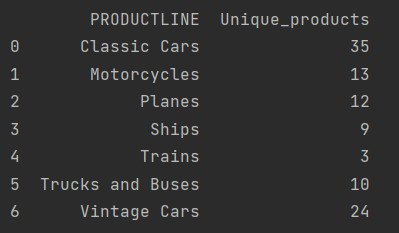 PRODUCTLINE Unique_products
0 Classic Cars 35
1 Motorcycles 13
2 Planes 12
3 Ships 9
4 Trains 3
5 Trucks and Buses 10
6 Vintage Cars 24